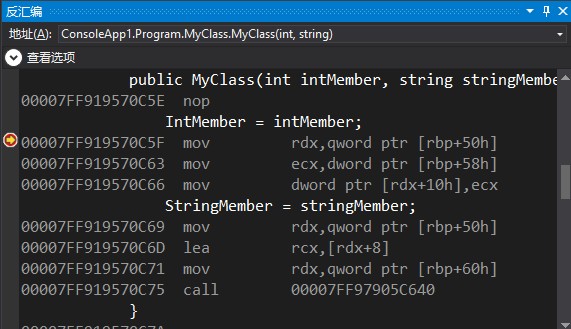 反汇编
地址(A): ConsoleApp1.Program.MyClass.MyClass(int, string)
查看选项
public MyClass(int intMember, string stringMembe
00007FF919570C5E nop
IntMember = intMember;
00007FF919570C5F mov rdx,qword ptr [rbp+50h]
00007FF919570C63 mov ecx,dword ptr [rbp+58h]
00007FF919570C66 mov dword ptr [rdx+10h],ecx
StringMember = stringMember;
00007FF919570C69 mov rdx,qword ptr [rbp+50h]
00007FF919570C6D lea rcx,[rdx+8]
00007FF919570C71 mov rdx,qword ptr [rbp+60h]
00007FF919570C75 call 00007FF97905C640
}